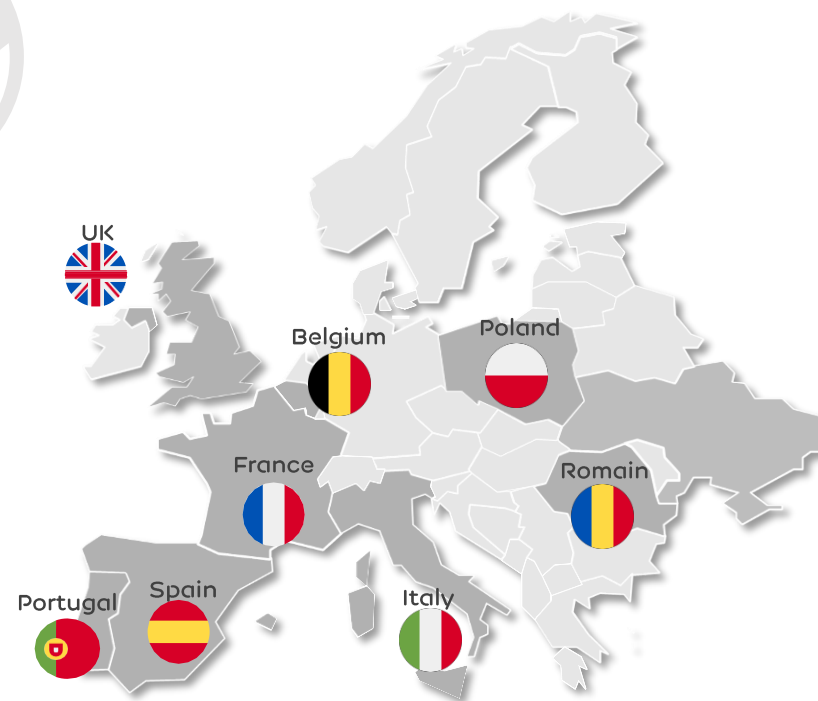 UK
Belgium
Poland
France
Romain
Portugal
Spain
Italy